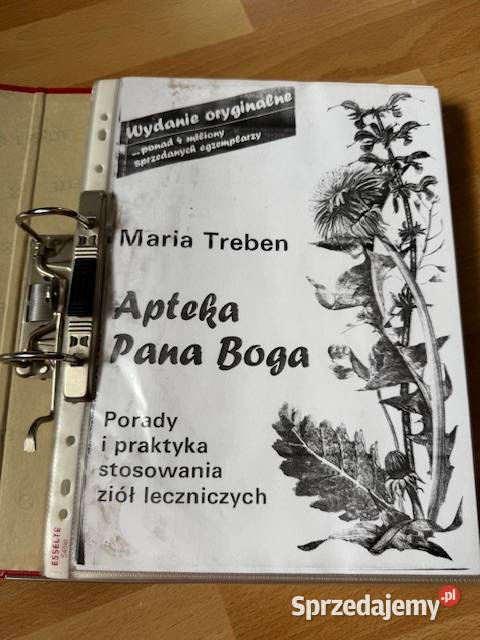 Wydanie oryginalne
...ponad 4 miliony
sprzedanych egzemplarzy
Maria Treben
Apteka
Pana Boga
Porady
i praktyka
stosowania
ziół leczniczych
ESSELTE
Sprzedajemy.pl